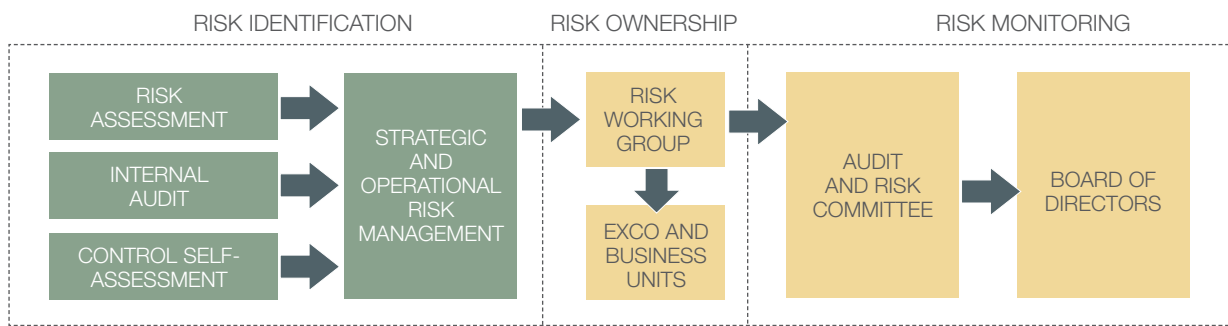 RISK IDENTIFICATION
RISK OWNERSHIP
RISK MONITORING
RISK
ASSESSMENT
INTERNAL
AUDIT
CONTROL SELF-
ASSESSMENT
STRATEGIC
AND
OPERATIONAL
RISK
MANAGEMENT
RISK
WORKING
GROUP
EXCO AND
BUSINESS
UNITS
AUDIT
AND RISK
COMMITTEE
BOARD OF
DIRECTORS